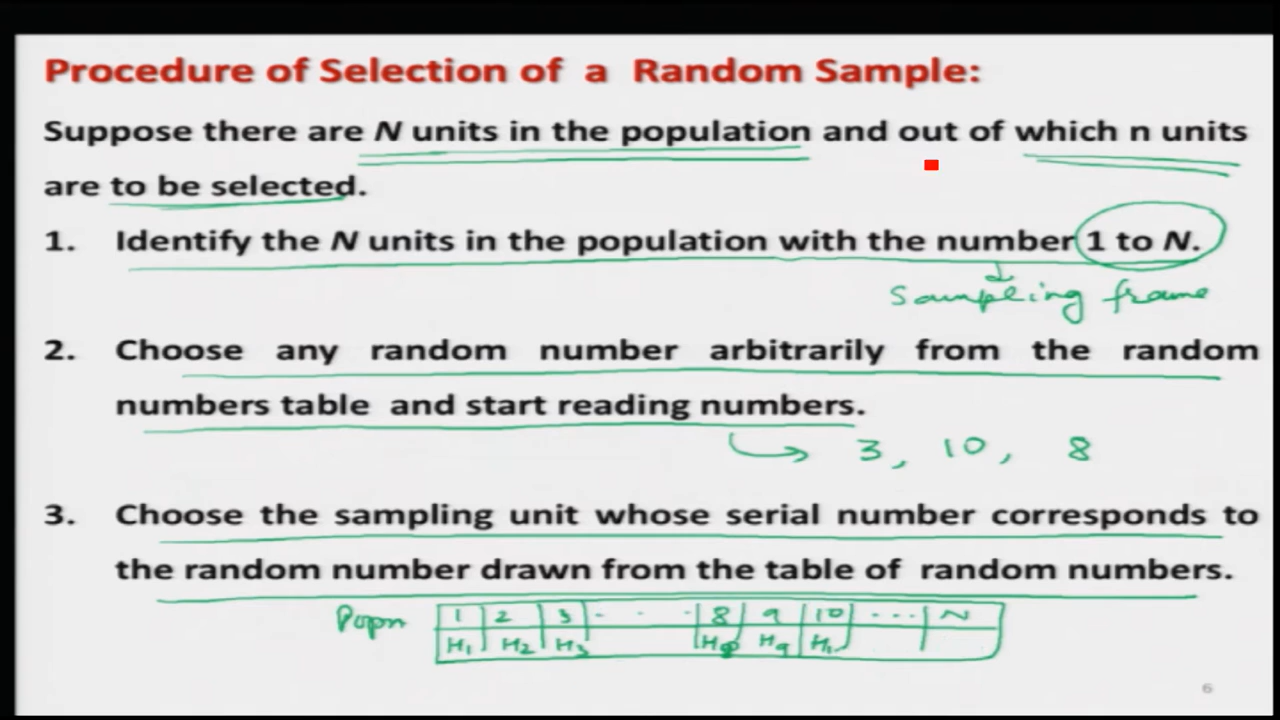 Procedure of Selection of a Random Sample:
Suppose there are N units in the population and out of which n units
are to be selected.
1. Identify the N units in the population with the number 1 to N.
Sampling frame
2. Choose any random number arbitrarily from the random
numbers table and start reading numbers.
3, 10, 8
3. Choose the sampling unit whose serial number corresponds to
the random number drawn from the table of random numbers.
Popn 1 2 3 - . . - 8 9 10 . ... N
H1 H2 H3 H8 H9 H1
6